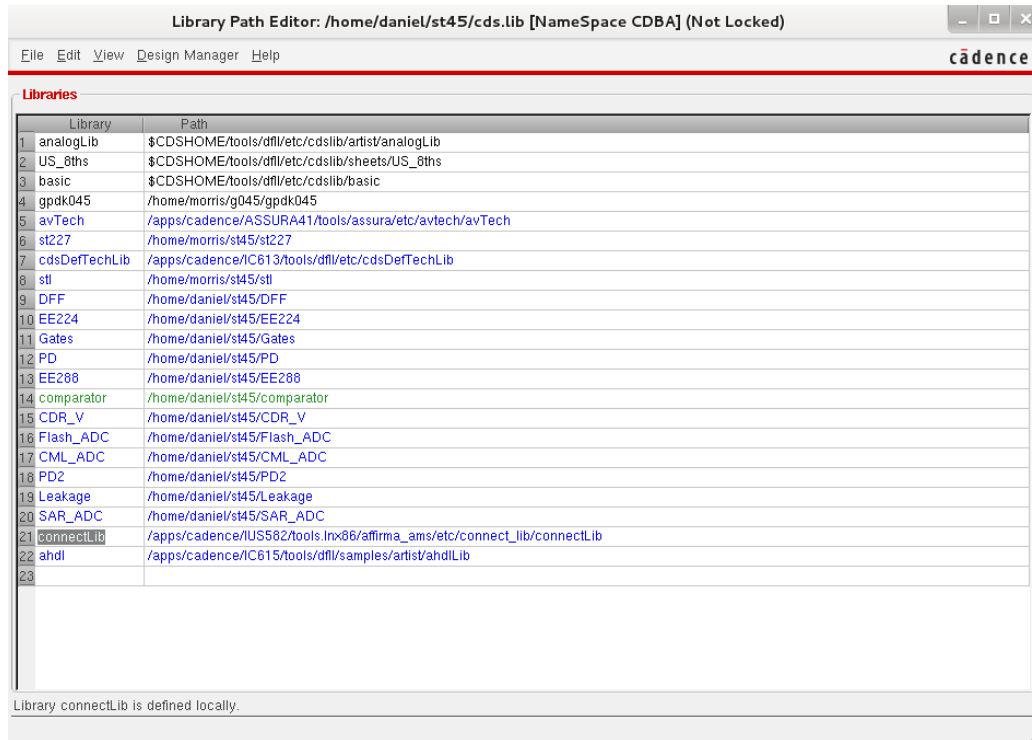 Library Path Editor: /home/daniel/st45/cds.lib [NameSpace CDBA] (Not Locked)
File Edit View Design Manager Help cādence
Libraries
Library Path
1 analogLib $CDSHOME/tools/dfII/etc/cdslib/artist/analogLib
2 US_8ths $CDSHOME/tools/dfII/etc/cdslib/sheets/US_8ths
3 basic $CDSHOME/tools/dfII/etc/cdslib/basic
4 gpdk045 /home/morris/g045/gpdk045
5 avTech /apps/cadence/ASSURA41/tools/assura/etc/avtech/avTech
6 st227 /home/morris/st45/st227
7 cdsDefTechLib /apps/cadence/IC613/tools/dfII/etc/cdsDefTechLib
8 stl /home/morris/st45/stl
9 DFF /home/daniel/st45/DFF
10 EE224 /home/daniel/st45/EE224
11 Gates /home/daniel/st45/Gates
12 PD /home/daniel/st45/PD
13 EE288 /home/daniel/st45/EE288
14 comparator /home/daniel/st45/comparator
15 CDR_V /home/daniel/st45/CDR_V
16 Flash_ADC /home/daniel/st45/Flash_ADC
17 CML_ADC /home/daniel/st45/CML_ADC
18 PD2 /home/daniel/st45/PD2
19 Leakage /home/daniel/st45/Leakage
20 SAR_ADC /home/daniel/st45/SAR_ADC
21 connectLib /apps/cadence/IUS582/tools.lnx86/affirma_ams/etc/connect_lib/connectLib
22 ahdl /apps/cadence/IC615/tools/dfII/samples/artist/ahdlLib
23
Library connectLib is defined locally.